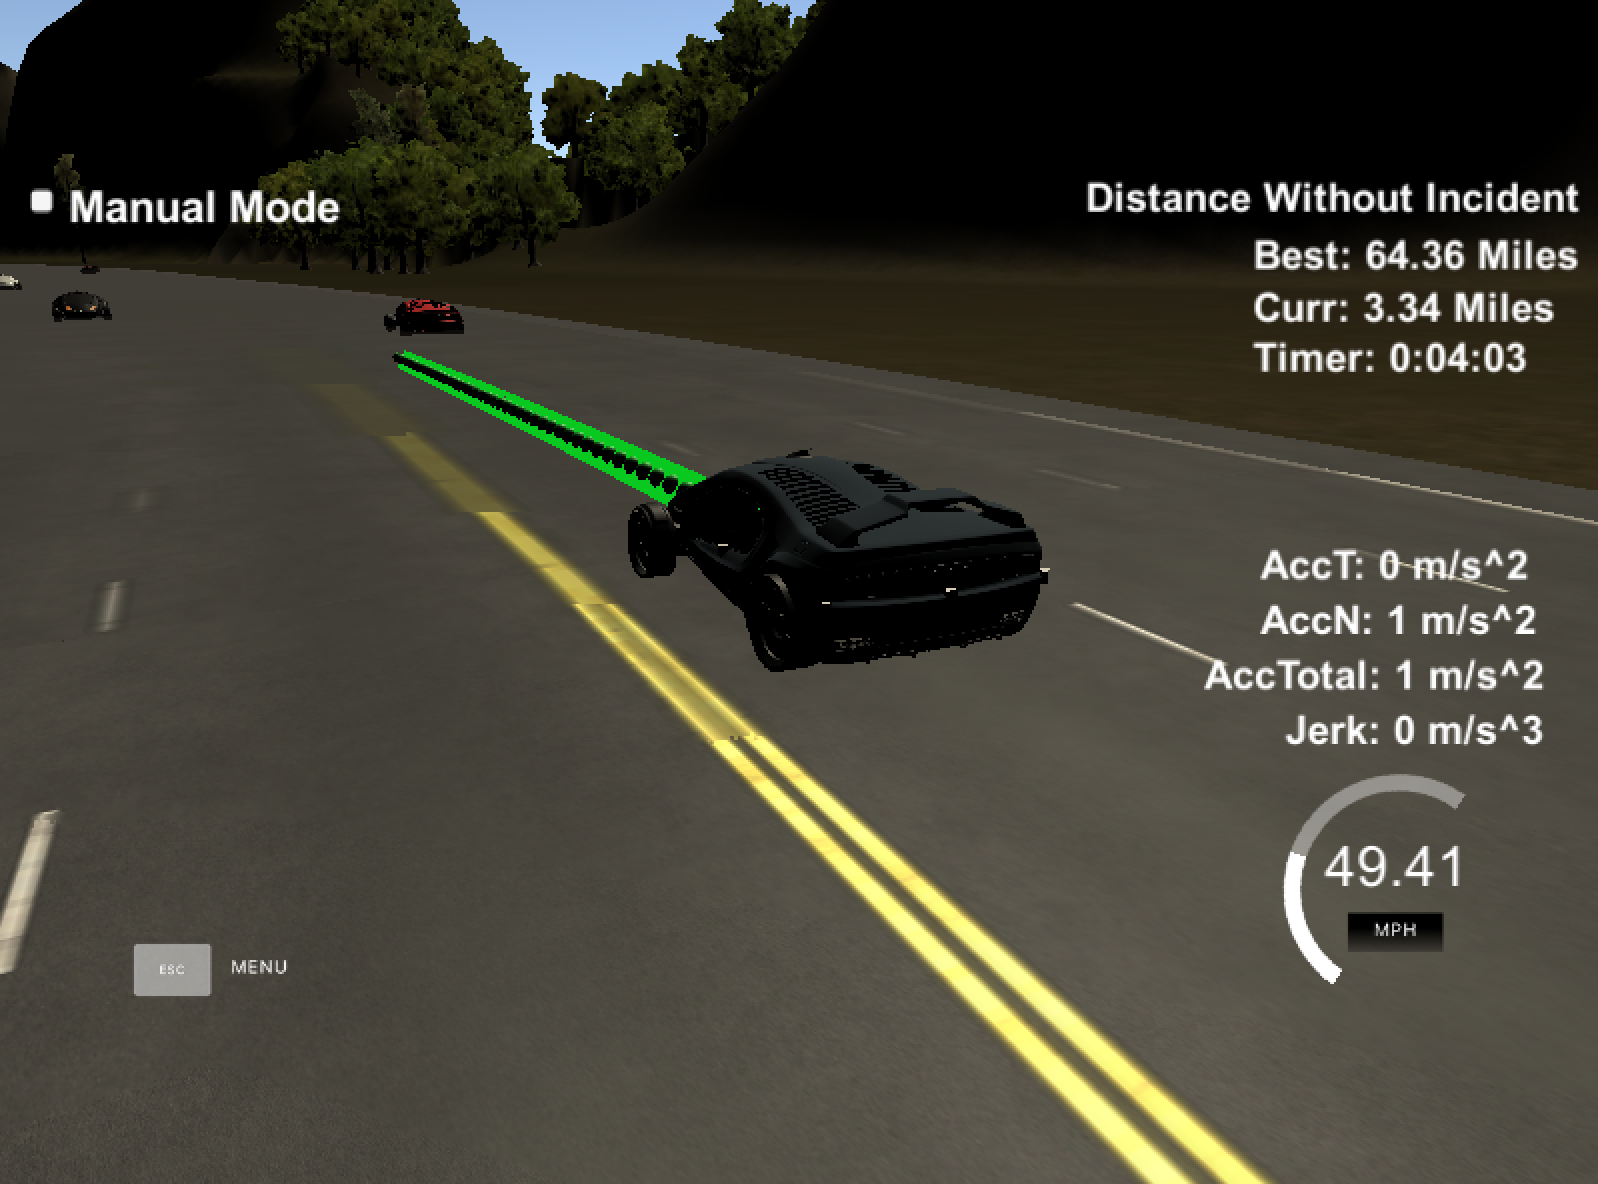 Manual Mode
Distance Without Incident
Best: 64.36 Miles
Curr: 3.34 Miles
Timer: 0:04:03
AccT: 0 m/s^2
AccN: 1 m/s^2
AccTotal: 1 m/s^2
Jerk: 0 m/s^3
49.41
MPH
ESC MENU